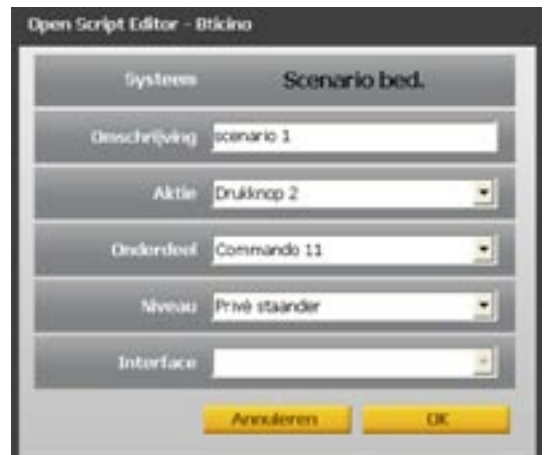 Open Script Editor - Bticino
Systeem Scenario bed.
Omschrijving scenario 1
Aktie Drukknop 2
Onderdeel Commando 11
Niveau Privè staander
Interface
Annuleren OK